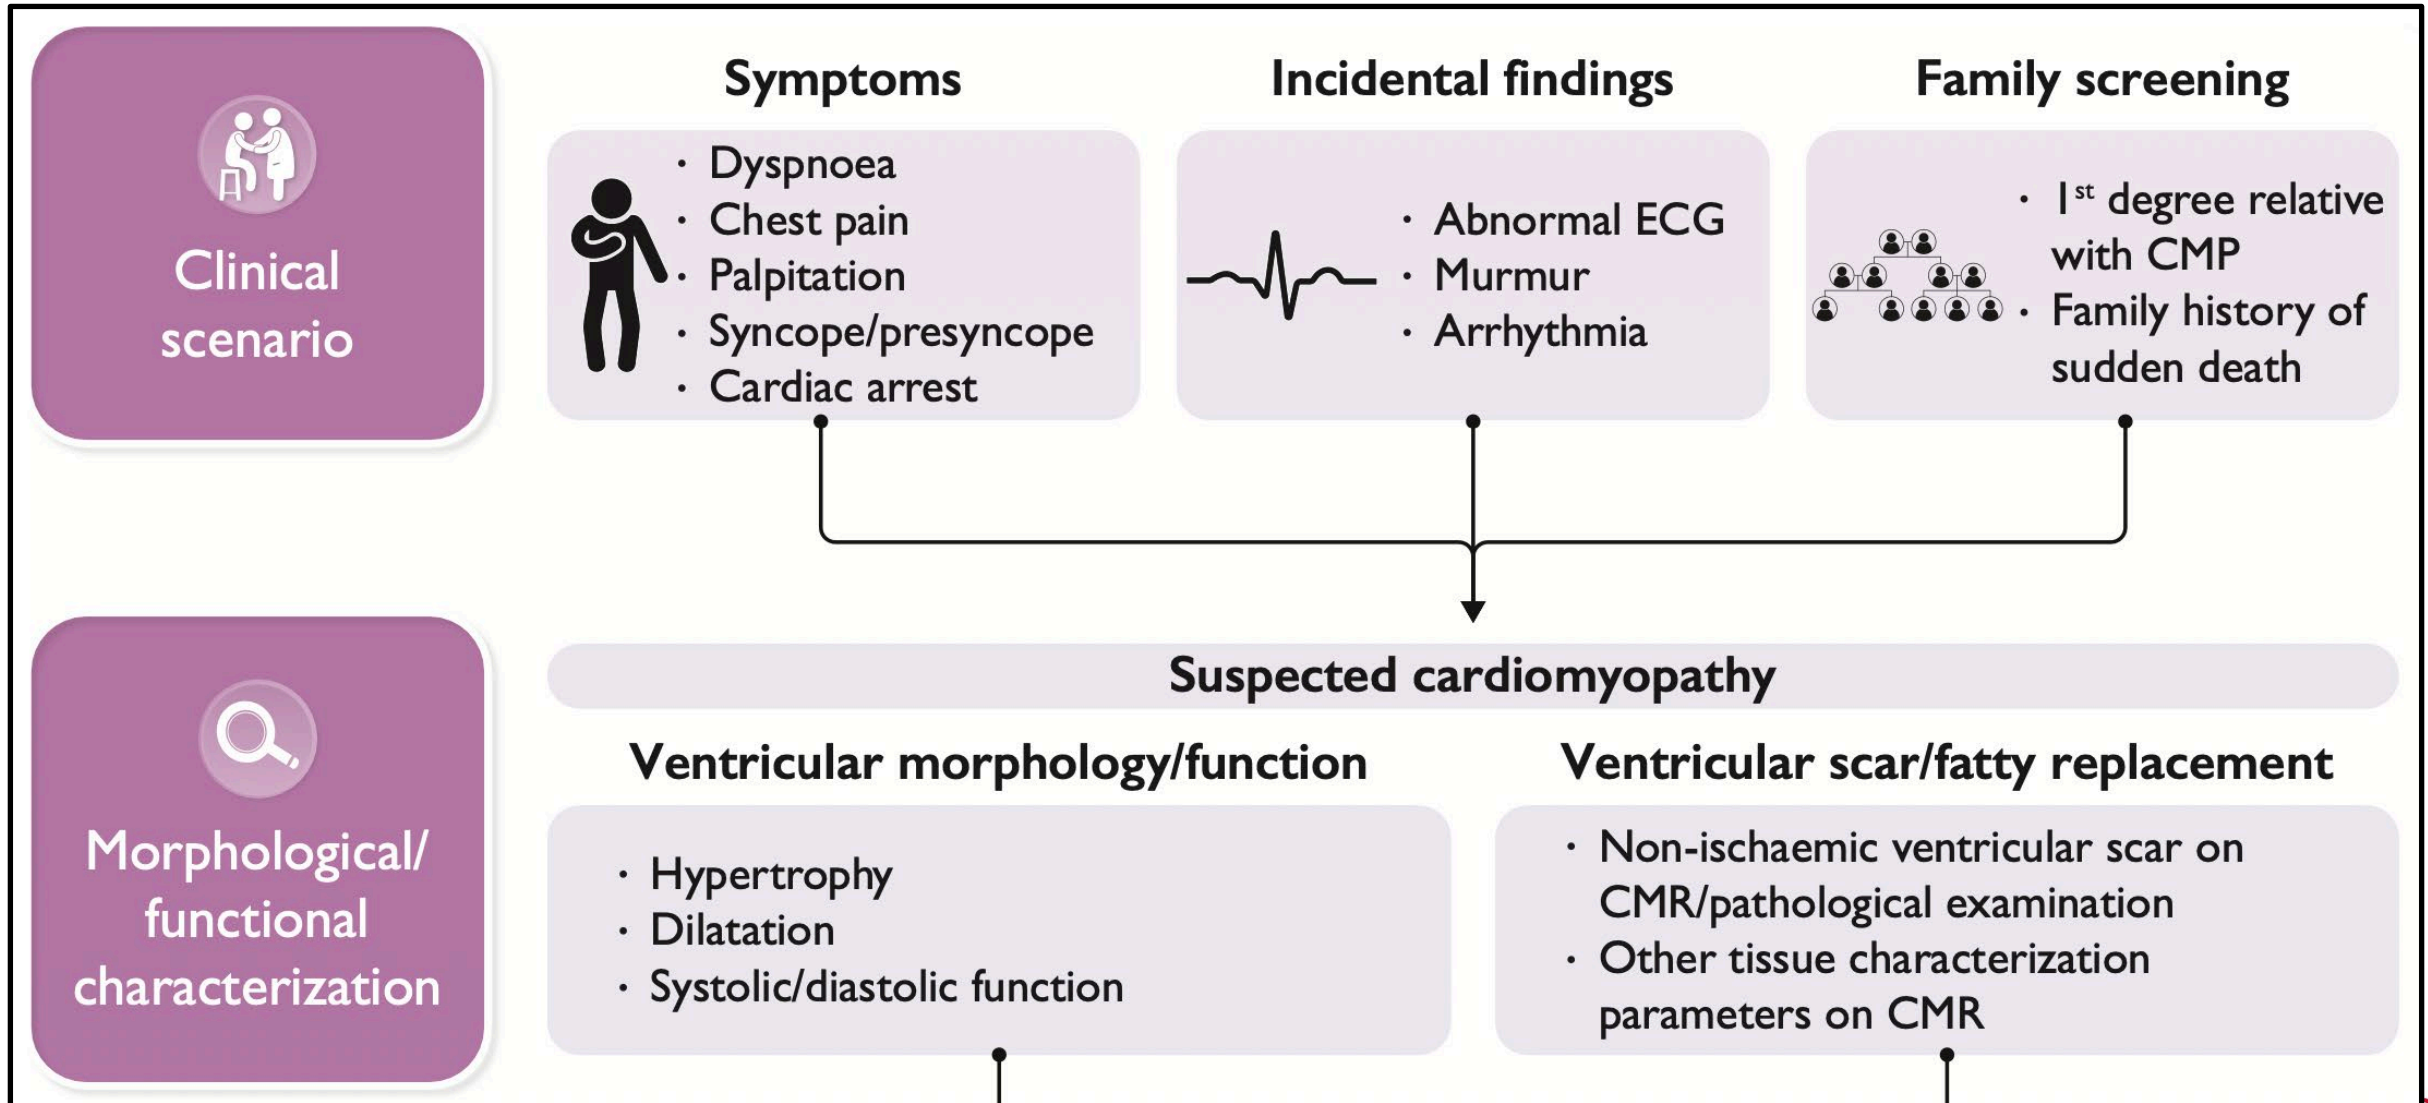 Clinical
scenario
Symptoms
· Dyspnoea
· Chest pain
· Palpitation
· Syncope/presyncope
· Cardiac arrest
Incidental findings
· Abnormal ECG
· Murmur
· Arrhythmia
Family screening
· 1st degree relative
with CMP
· Family history of
sudden death
Morphological/
functional
characterization
Suspected cardiomyopathy
Ventricular morphology/function
· Hypertrophy
· Dilatation
· Systolic/diastolic function
Ventricular scar/fatty replacement
· Non-ischaemic ventricular scar on
CMR/pathological examination
· Other tissue characterization
parameters on CMR